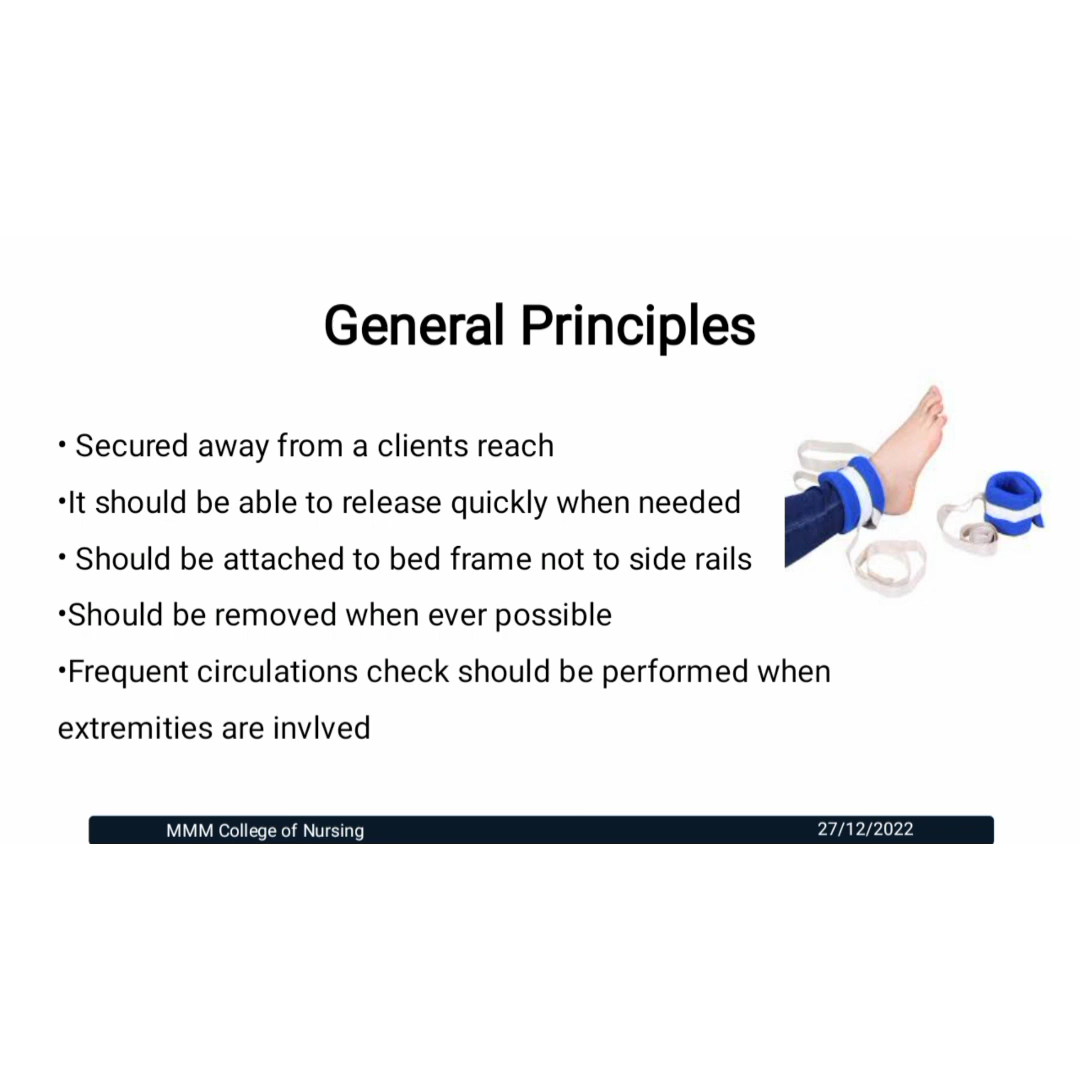 General Principles
• Secured away from a clients reach
•It should be able to release quickly when needed
• Should be attached to bed frame not to side rails
•Should be removed when ever possible
•Frequent circulations check should be performed when
extremities are invlved
MMM College of Nursing
27/12/2022